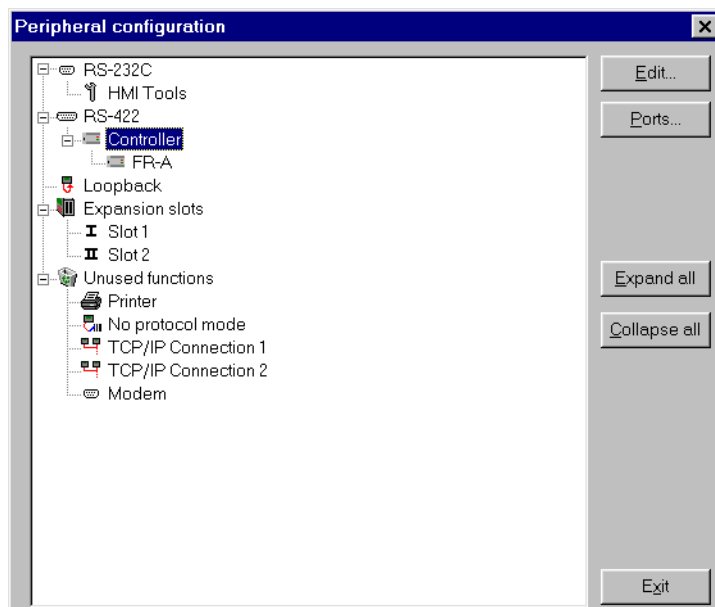 Peripheral configuration
RS-232C
HMI Tools
RS-422
Controller
FR-A
Loopback
Expansion slots
I Slot 1
II Slot 2
Unused functions
Printer
No protocol mode
TCP/IP Connection 1
TCP/IP Connection 2
Modem
Edit...
Ports...
Expand all
Collapse all
Exit